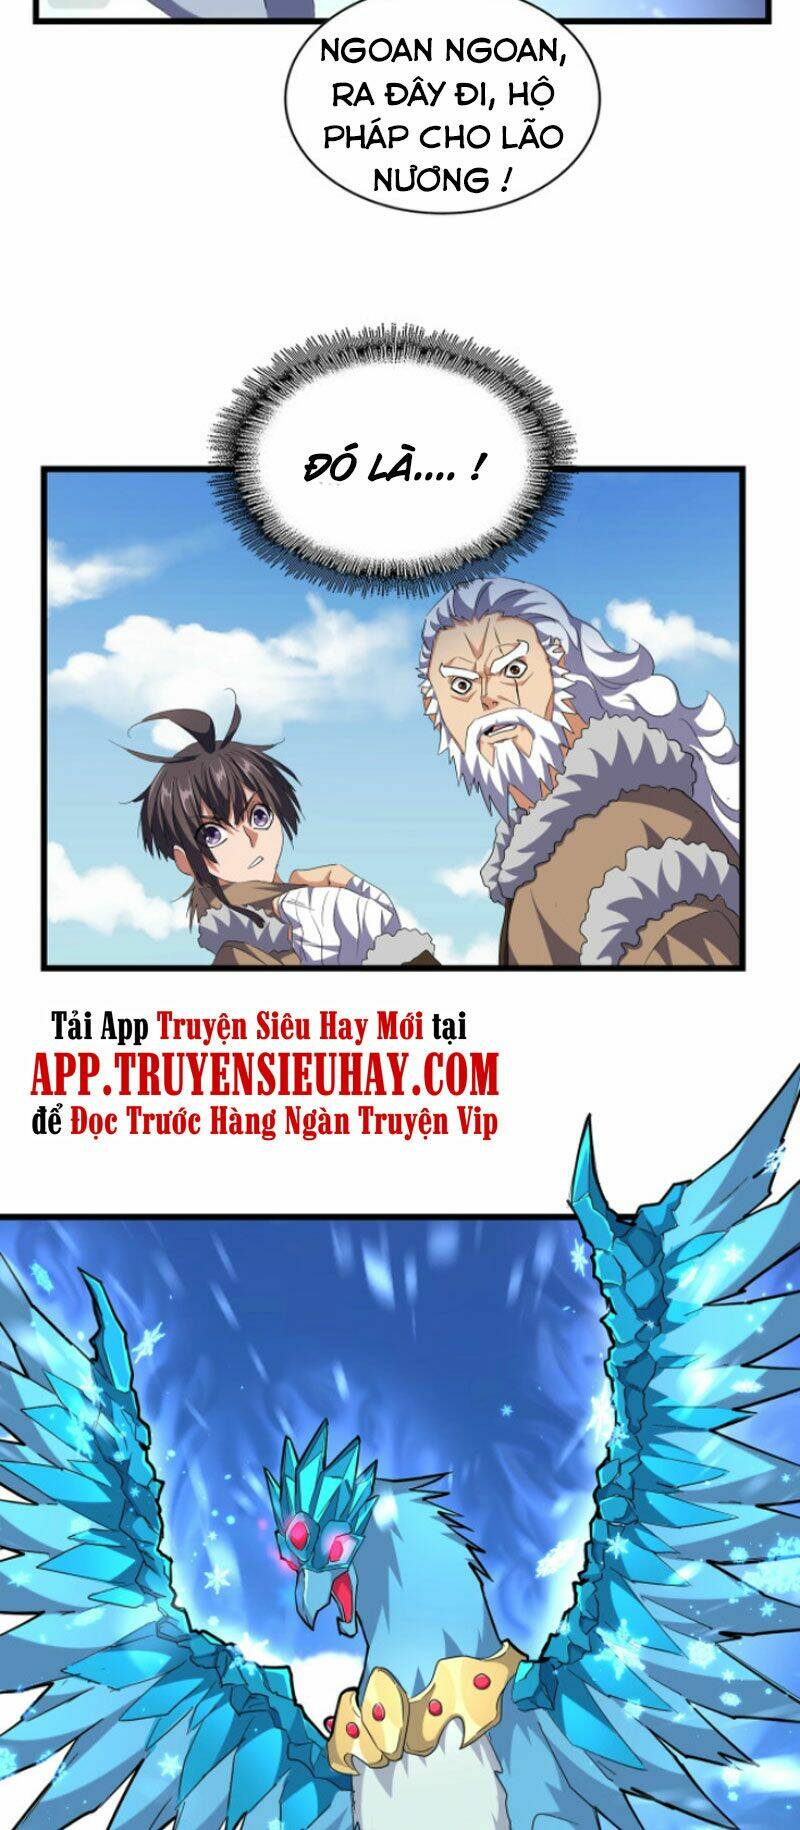 NGOAN NGOAN,
RA ĐÂY ĐI, HỘ
PHÁP CHO LÃO
NƯƠNG !
ĐÓ LÀ.... !
Tải App Truyện Siêu Hay Mới tại
APP.TRUYENSIEUHAY.COM
để Đọc Trước Hàng Ngàn Truyện Vip